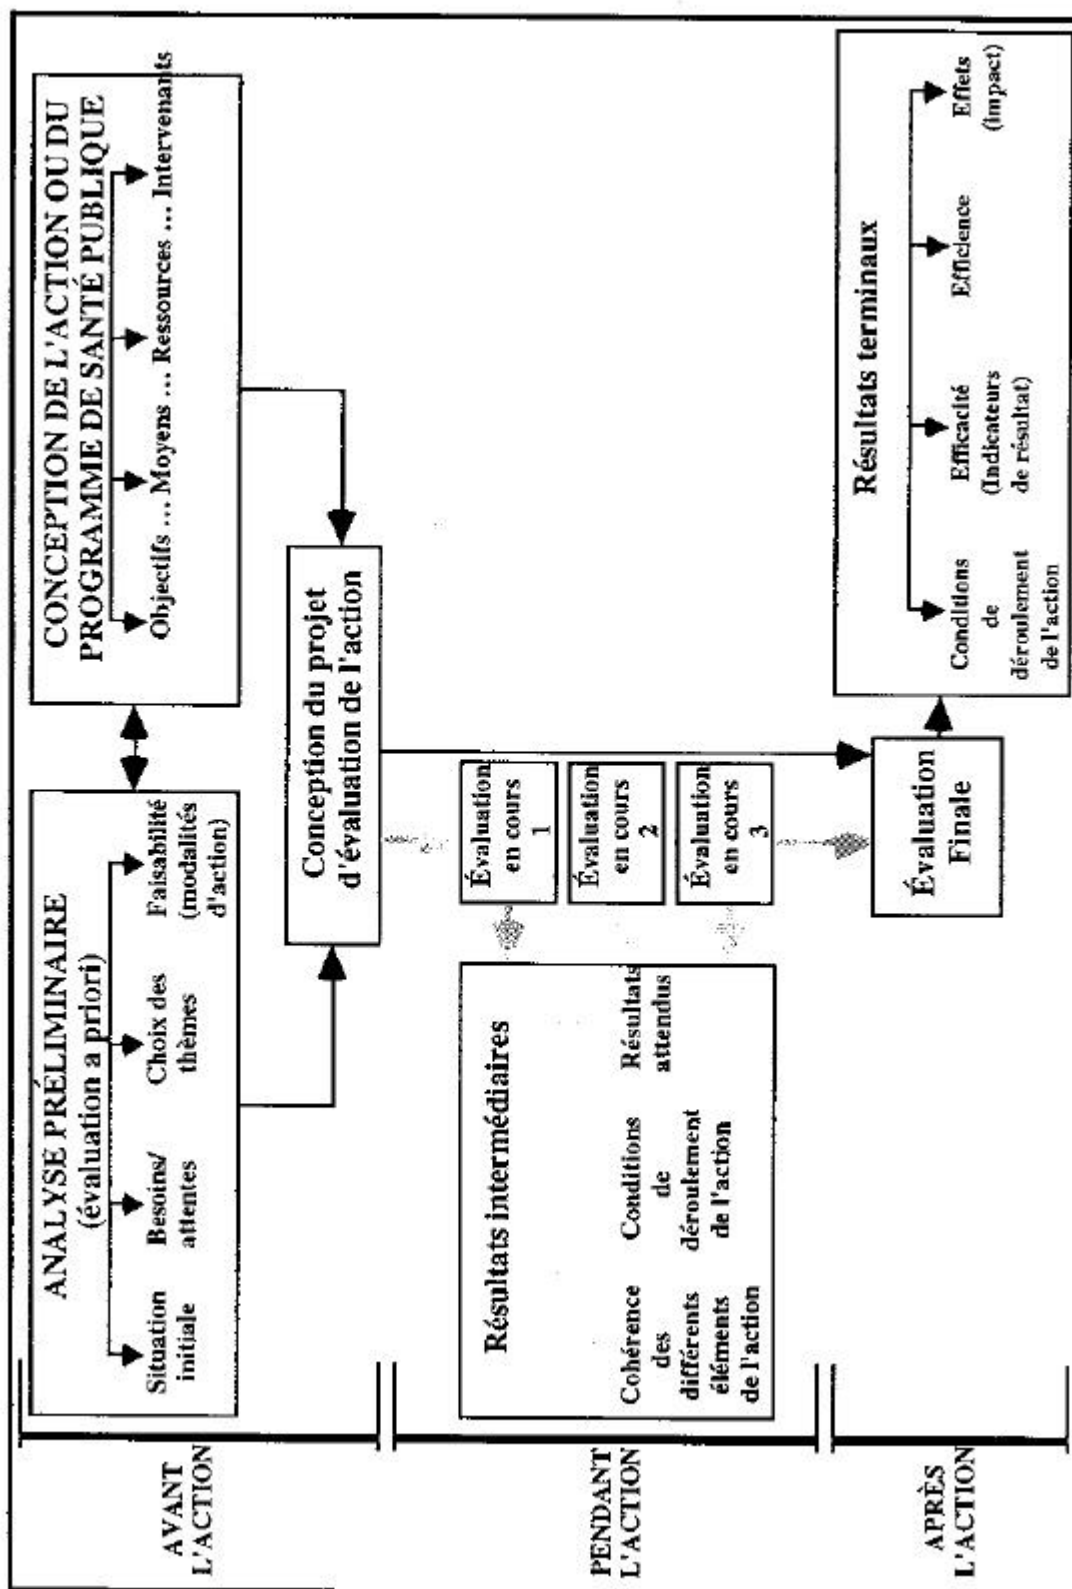 AVANT
L'ACTION
ANALYSE PRÉLIMINAIRE
(évaluation a priori)
Situation
initiale
Besoins/
attentes
Choix des
thèmes
Faisabilité
(modalités
d'action)
CONCEPTION DE L'ACTION OU DU
PROGRAMME DE SANTÉ PUBLIQUE
Objectifs ... Moyens ... Ressources ... Intervenants
Conception du projet
d'évaluation de l'action
PENDANT
L'ACTION
Résultats intermédiaires
Cohérence
des
différents
éléments
de l'action
Conditions
de
déroulement
de l'action
Résultats
attendus
Évaluation
en cours
1
Évaluation
en cours
2
Évaluation
en cours
3
APRÈS
L'ACTION
Évaluation
Finale
Résultats terminaux
Conditions
de
déroulement
de l'action
Efficacité
(Indicateurs
de résultat)
Efficience
Effets
(impact)